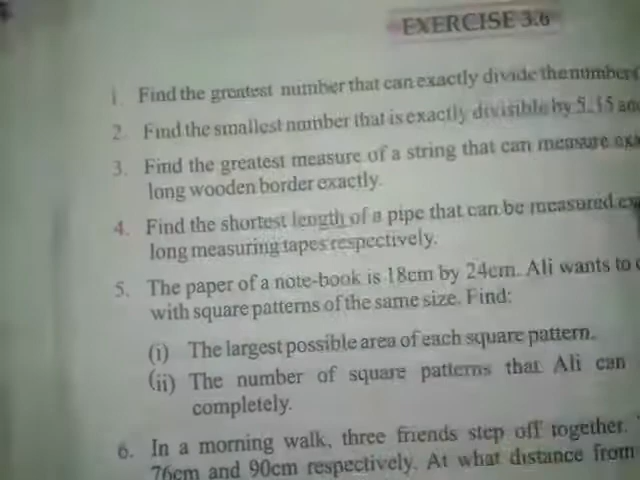 EXERCISE 3.6
1. Find the greatest number that can exactly divide the numbers
2. Find the smallest number that is exactly divisible by 5, 15 and
3. Find the greatest measure of a string that can measure
long wooden border exactly.
4. Find the shortest length of a pipe that can be measured
long measuring tapes respectively.
5. The paper of a note-book is 18cm by 24cm. Ali wants to
with square patterns of the same size. Find:
(i) The largest possible area of each square pattern.
(ii) The number of square patterns that Ali can
completely.
6. In a morning walk, three friends step off together.
76cm and 90cm respectively. At what distance from